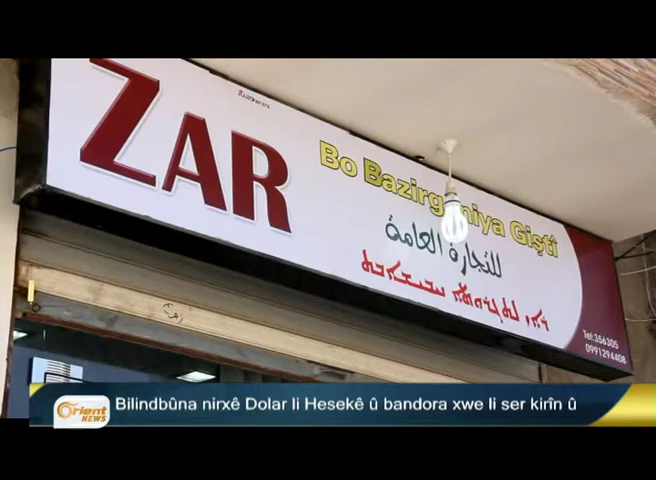 ZAR
Bo Bazirganiya Giştî
للتجارة العامة
Tel:356305
0991294408
Orient
NEWS
Bilindbûna nirxê Dolar li Hesekê û bandora xwe li ser kirîn û